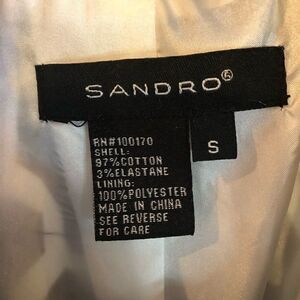 SANDRO®
S
RN#100170
SHELL:
97%COTTON
3%ELASTANE
LINING:
100%POLYESTER
MADE IN CHINA
SEE REVERSE
FOR CARE